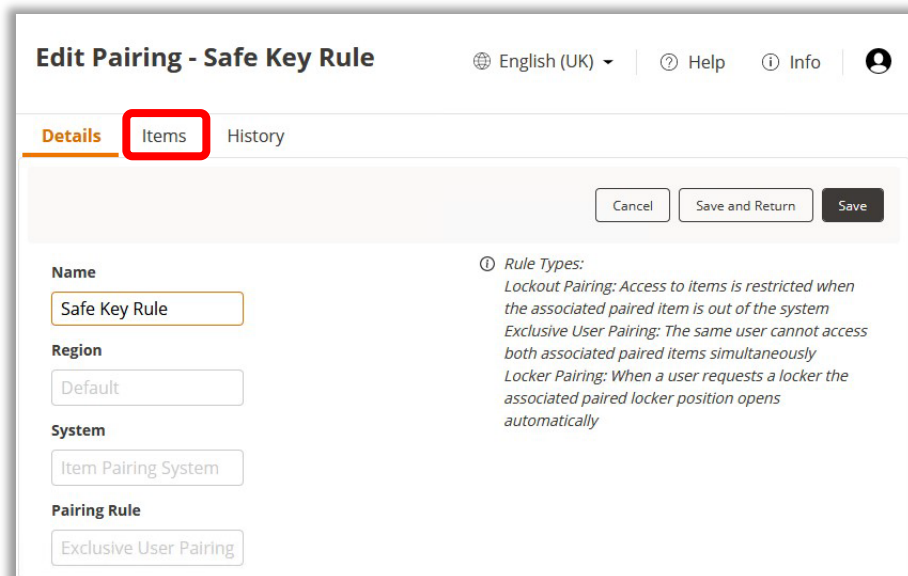 Edit Pairing - Safe Key Rule
English (UK)
Help
Info
Details
Items
History
Cancel
Save and Return
Save
Name
Safe Key Rule
Region
Default
System
Item Pairing System
Pairing Rule
Exclusive User Pairing
Rule Types:
Lockout Pairing: Access to items is restricted when
the associated paired item is out of the system
Exclusive User Pairing: The same user cannot access
both associated paired items simultaneously
Locker Pairing: When a user requests a locker the
associated paired locker position opens
automatically